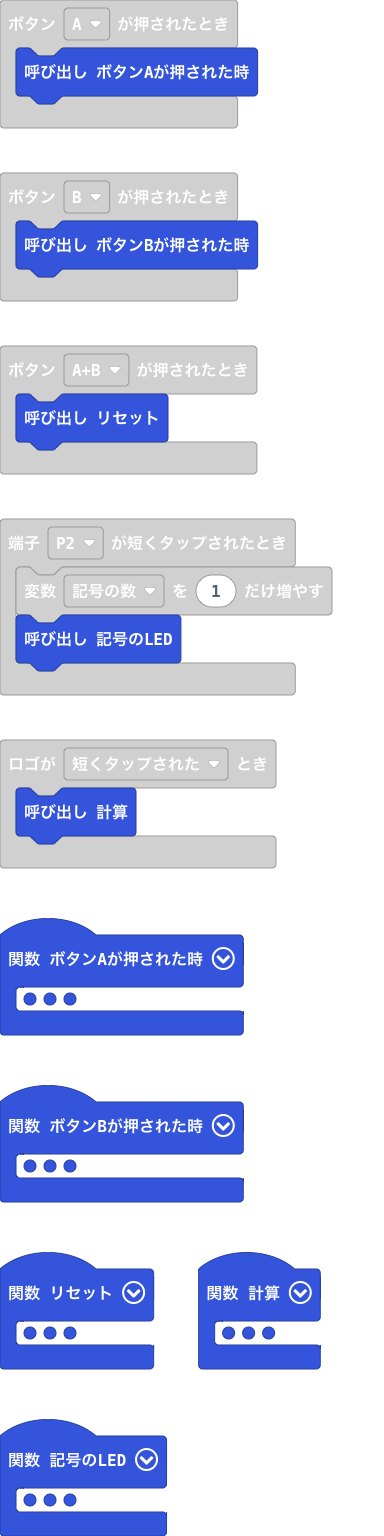 ボタン A が押されたとき
呼び出し ボタンAが押された時
ボタン B が押されたとき
呼び出し ボタンBが押された時
ボタン A+B が押されたとき
呼び出し リセット
端子 P2 が短くタップされたとき
変数 記号の数 を 1 だけ増やす
呼び出し 記号のLED
ロゴが 短くタップされた とき
呼び出し 計算
関数 ボタンAが押された時
関数 ボタンBが押された時
関数 リセット
関数 計算
関数 記号のLED